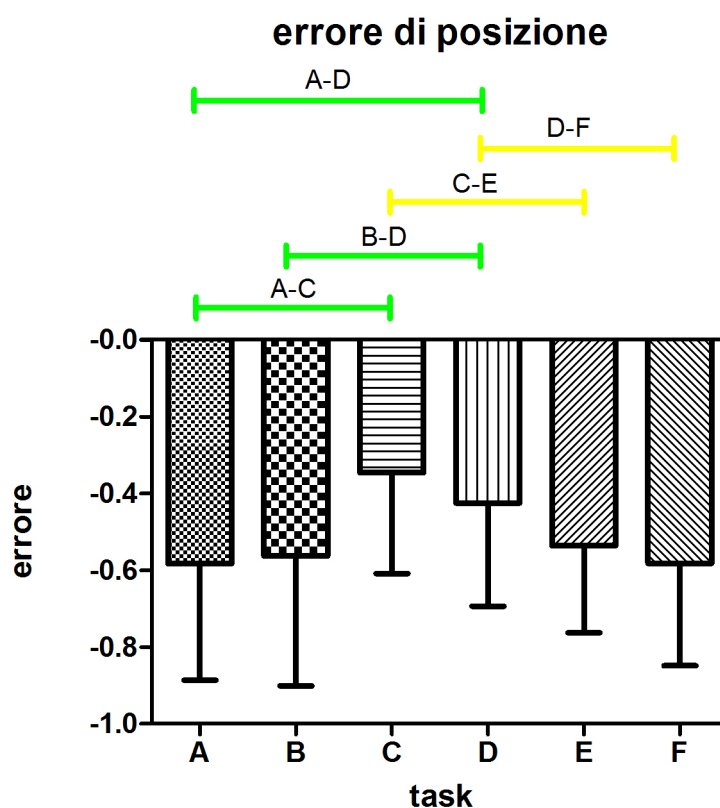 errore di posizione
A-D
D-F
C-E
B-D
A-C
-0.0
-0.2
-0.4
-0.6
-0.8
-1.0
errore
A B C D E F
task